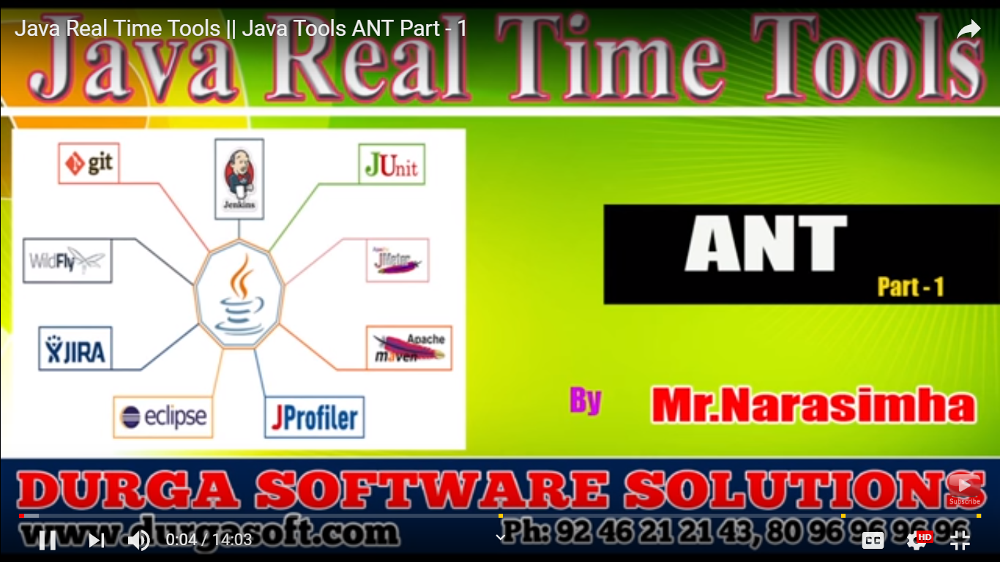 Java Real Time Tools || Java Tools ANT Part - 1
Java Real Time Tools
git
Jenkins
JUnit
WildFly
Apache
JMeter
JIRA
Apache
maven
eclipse
JProfiler
ANT
Part - 1
By Mr.Narasimha
DURGA SOFTWARE SOLUTIONS
Subscribe
www.durgasoft.com Ph: 92 46 21 21 43, 80 96 96 96 96
0:04 / 14:03
CC
HD